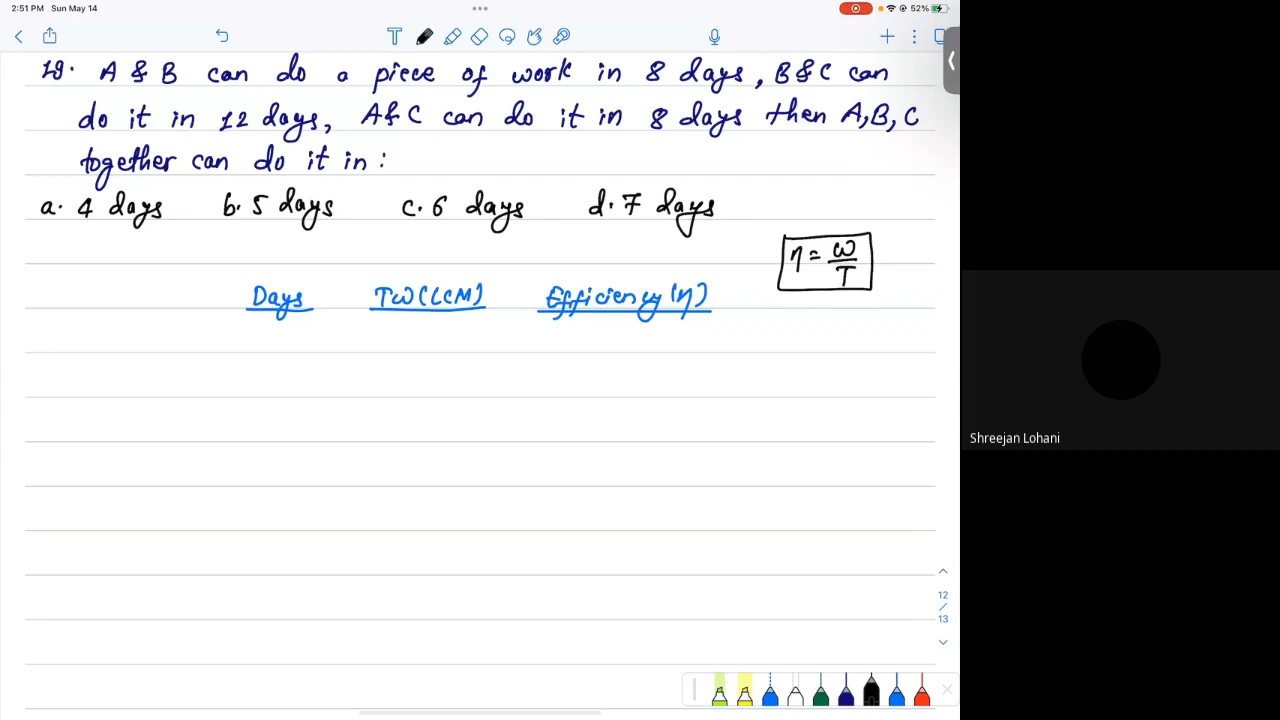 2:51 PM Sun May 14
52%
19. A & B can do a piece of work in 8 days, B & C can
do it in 12 days, A & C can do it in 8 days then A, B, C
together can do it in :
a. 4 days b. 5 days c. 6 days d. 7 days
η = ω/T
Days TW (LCM) Efficiency (η)
Shreejan Lohani
12
/
13